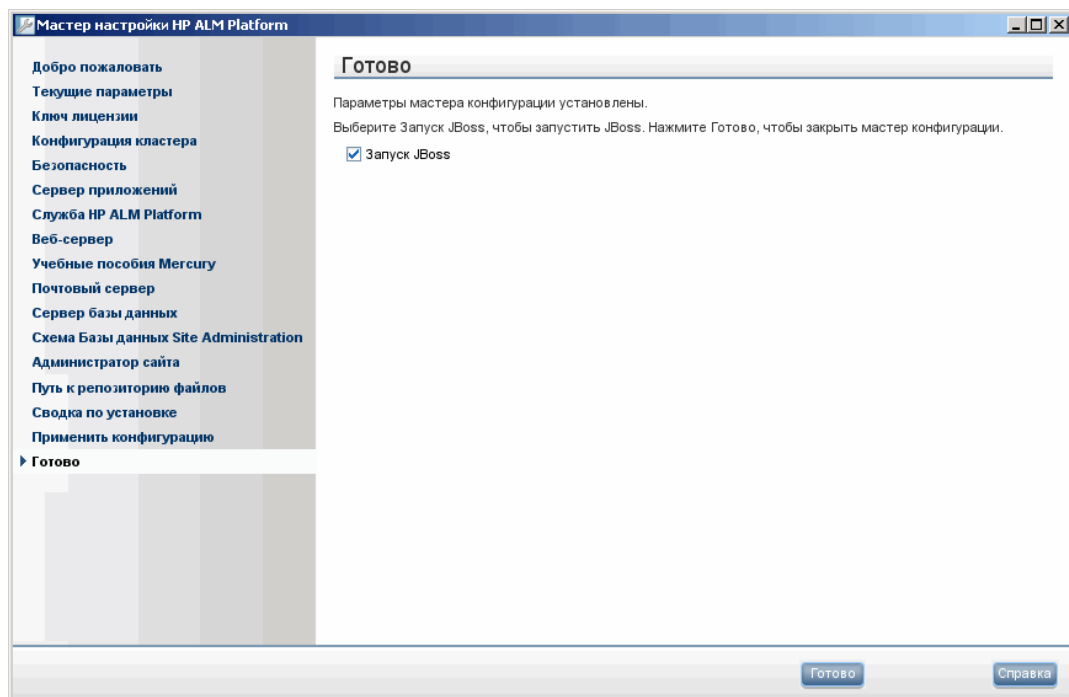 Мастер настройки HP ALM Platform
Добро пожаловать
Текущие параметры
Ключ лицензии
Конфигурация кластера
Безопасность
Сервер приложений
Служба HP ALM Platform
Веб-сервер
Учебные пособия Mercury
Почтовый сервер
Сервер базы данных
Схема Базы данных Site Administration
Администратор сайта
Путь к репозиторию файлов
Сводка по установке
Применить конфигурацию
Готово
Готово
Параметры мастера конфигурации установлены.
Выберите Запуск JBoss, чтобы запустить JBoss. Нажмите Готово, чтобы закрыть мастер конфигурации.
Запуск JBoss
Готово
Справка